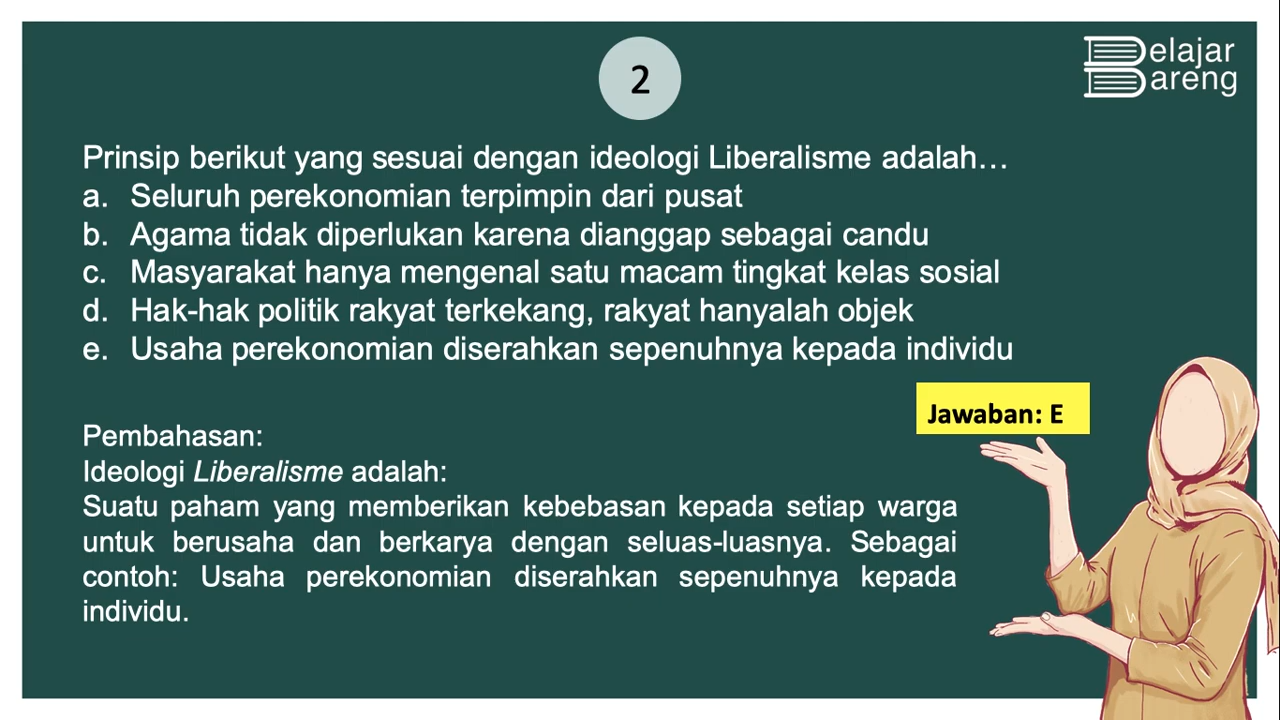 2
Belajar
Bareng
Prinsip berikut yang sesuai dengan ideologi Liberalisme adalah…
a. Seluruh perekonomian terpimpin dari pusat
b. Agama tidak diperlukan karena dianggap sebagai candu
c. Masyarakat hanya mengenal satu macam tingkat kelas sosial
d. Hak-hak politik rakyat terkekang, rakyat hanyalah objek
e. Usaha perekonomian diserahkan sepenuhnya kepada individu
Jawaban: E
Pembahasan:
Ideologi Liberalisme adalah:
Suatu paham yang memberikan kebebasan kepada setiap warga
untuk berusaha dan berkarya dengan seluas-luasnya. Sebagai
contoh: Usaha perekonomian diserahkan sepenuhnya kepada
individu.